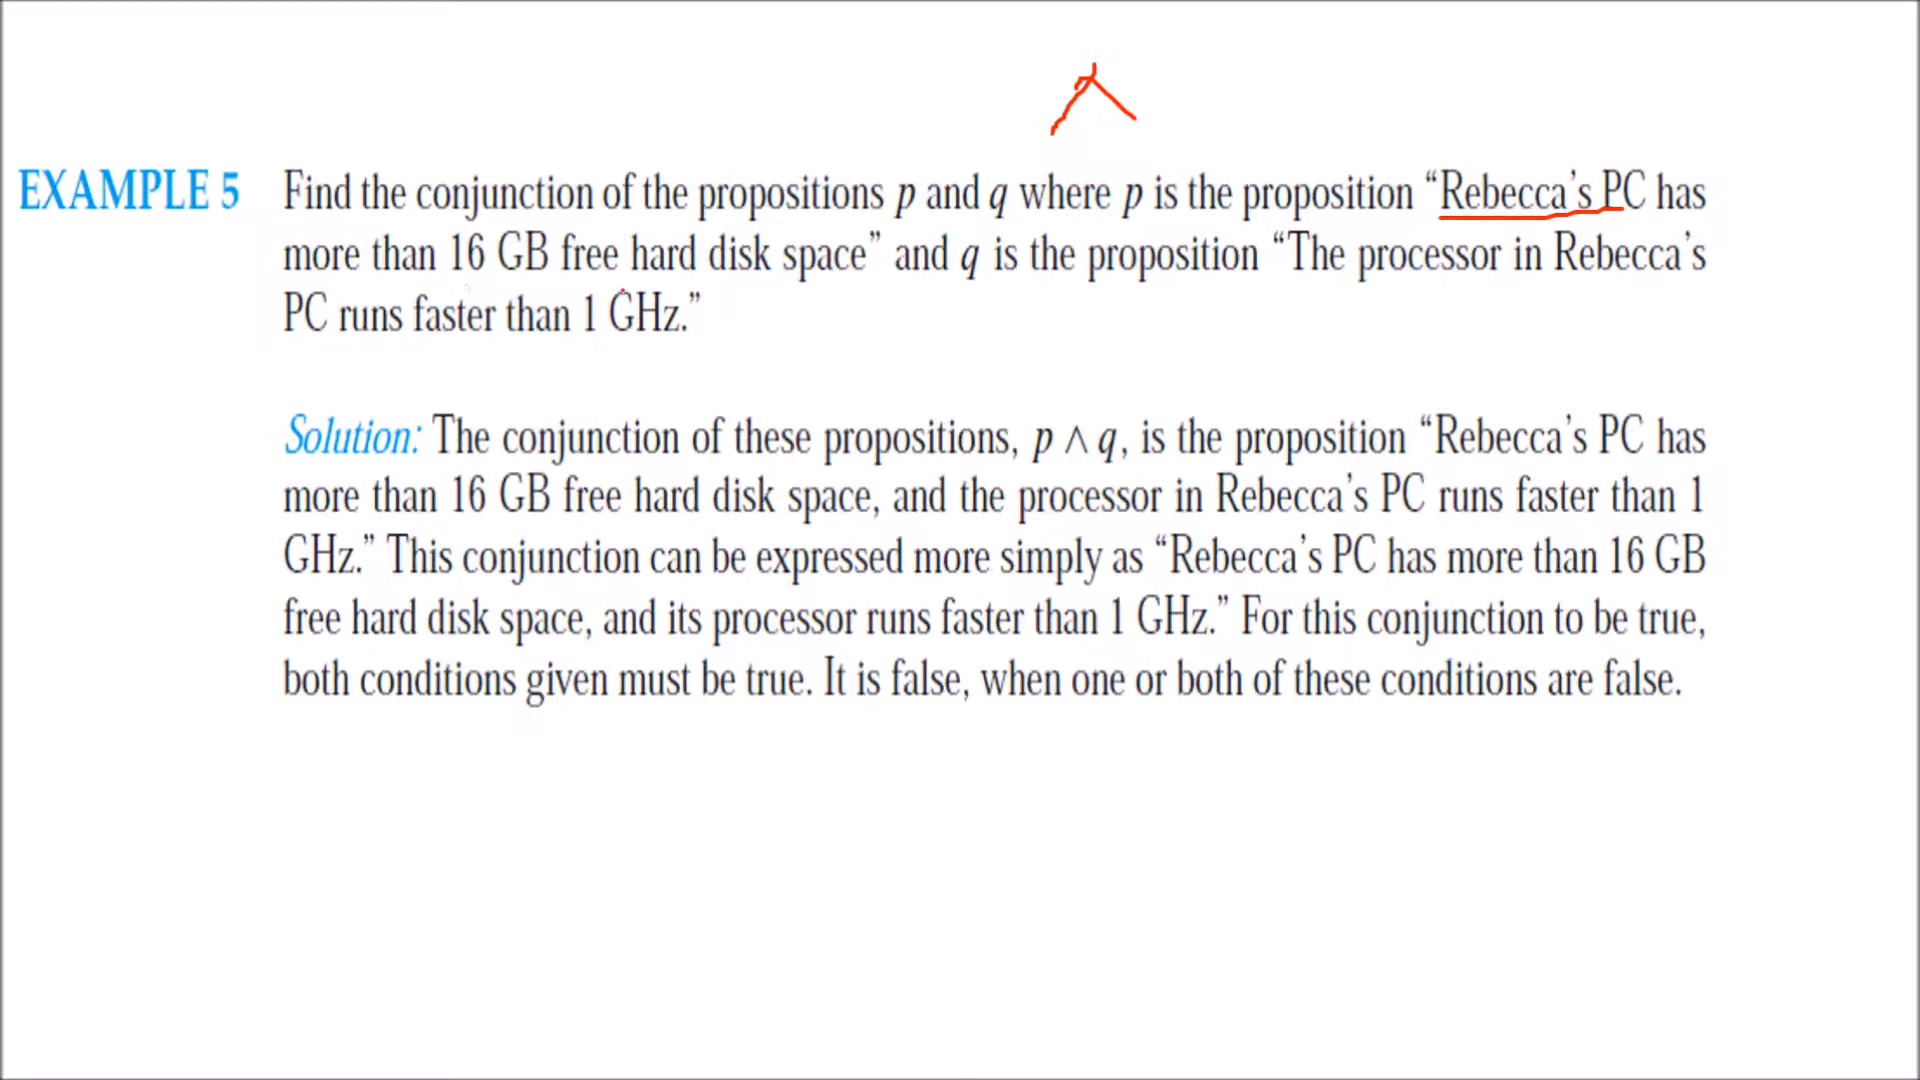 ∧
EXAMPLE 5 Find the conjunction of the propositions p and q where p is the proposition “Rebecca’s PC has
more than 16 GB free hard disk space” and q is the proposition “The processor in Rebecca’s
PC runs faster than 1 GHz.”
Solution: The conjunction of these propositions, p ∧ q, is the proposition “Rebecca’s PC has
more than 16 GB free hard disk space, and the processor in Rebecca’s PC runs faster than 1
GHz.” This conjunction can be expressed more simply as “Rebecca’s PC has more than 16 GB
free hard disk space, and its processor runs faster than 1 GHz.” For this conjunction to be true,
both conditions given must be true. It is false, when one or both of these conditions are false.